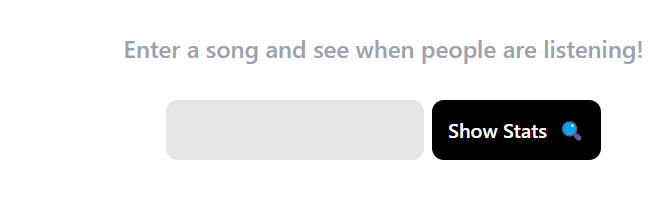 Enter a song and see when people are listening!
Show Stats 🔍